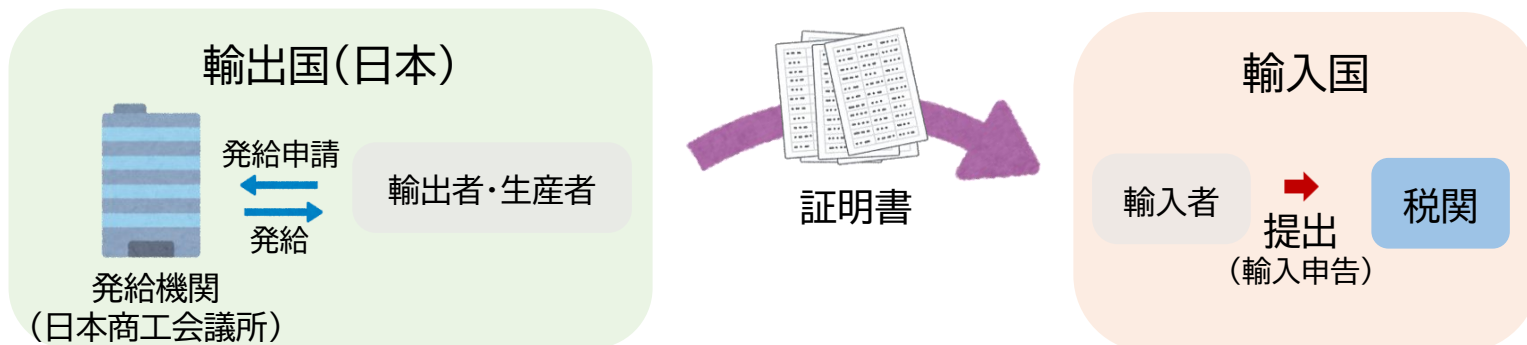 輸出国（日本）
発給申請
輸出者・生産者
発給
発給機関
（日本商工会議所）
証明書
輸入国
輸入者
税関
提出
（輸入申告）